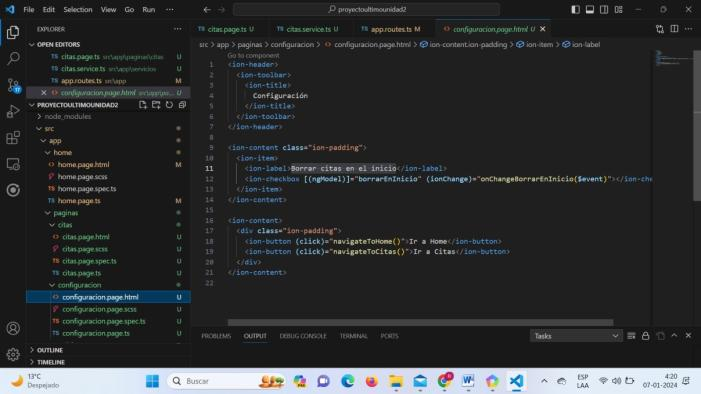 File Edit Selection View Go Run ...
proyectoultimounidad2
EXPLORER ...
OPEN EDITORS
TS citas.page.ts src\app\paginas\citas U
TS citas.service.ts src\app\servicios U
TS app.routes.ts src\app M
configuracion.page.html src\app\pa... U
PROYECTOULTIMOUNIDAD2
node_modules
src
app
home
home.page.html M
home.page.scss
TS home.page.spec.ts
TS home.page.ts M
paginas
citas
citas.page.html U
citas.page.scss U
TS citas.page.spec.ts U
TS citas.page.ts U
configuracion
configuracion.page.html U
configuracion.page.scss U
TS configuracion.page.spec.ts U
TS configuracion.page.ts U
OUTLINE
TIMELINE
17
TS citas.page.ts U
TS citas.service.ts U
TS app.routes.ts M
configuracion.page.html U
src > app > paginas > configuracion > configuracion.page.html > ion-content.ion-padding > ion-item > ion-label
Go to component
1 <ion-header>
2 <ion-toolbar>
3 <ion-title>
4 Configuración
5 </ion-title>
6 </ion-toolbar>
7 </ion-header>
8
9 <ion-content class="ion-padding">
10 <ion-item>
11 <ion-label>Borrar citas en el inicio</ion-label>
12 <ion-checkbox [(ngModel)]="borrarEnInicio" (ionChange)="onChangeBorrarEnInicio($event)"></ion-che
13 </ion-item>
14 </ion-content>
15
16 <ion-content>
17 <div class="ion-padding">
18 <ion-button (click)="navigateToHome()">Ir a Home</ion-button>
19 <ion-button (click)="navigateToCitas()">Ir a Citas</ion-button>
20 </div>
21 </ion-content>
22
PROBLEMS OUTPUT DEBUG CONSOLE TERMINAL PORTS
Tasks
13°C
Despejado
Buscar
ESP
LAA
4:20
07-01-2024